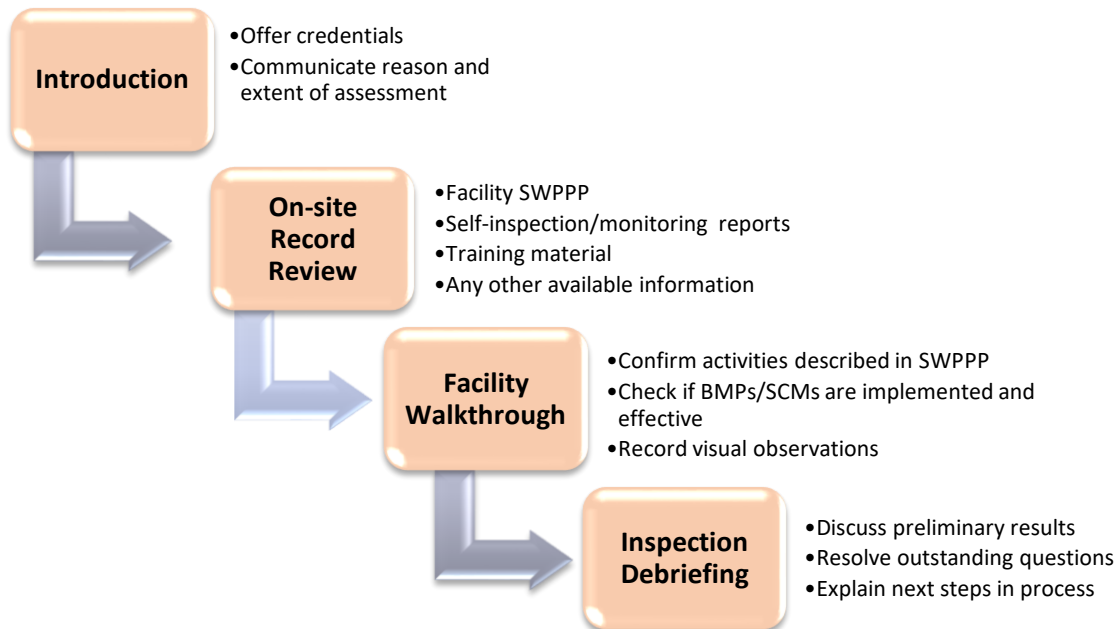 Introduction
•Offer credentials
•Communicate reason and
extent of assessment
On-site
Record
Review
•Facility SWPPP
•Self-inspection/monitoring reports
•Training material
•Any other available information
Facility
Walkthrough
•Confirm activities described in SWPPP
•Check if BMPs/SCMs are implemented and
effective
•Record visual observations
Inspection
Debriefing
•Discuss preliminary results
•Resolve outstanding questions
•Explain next steps in process